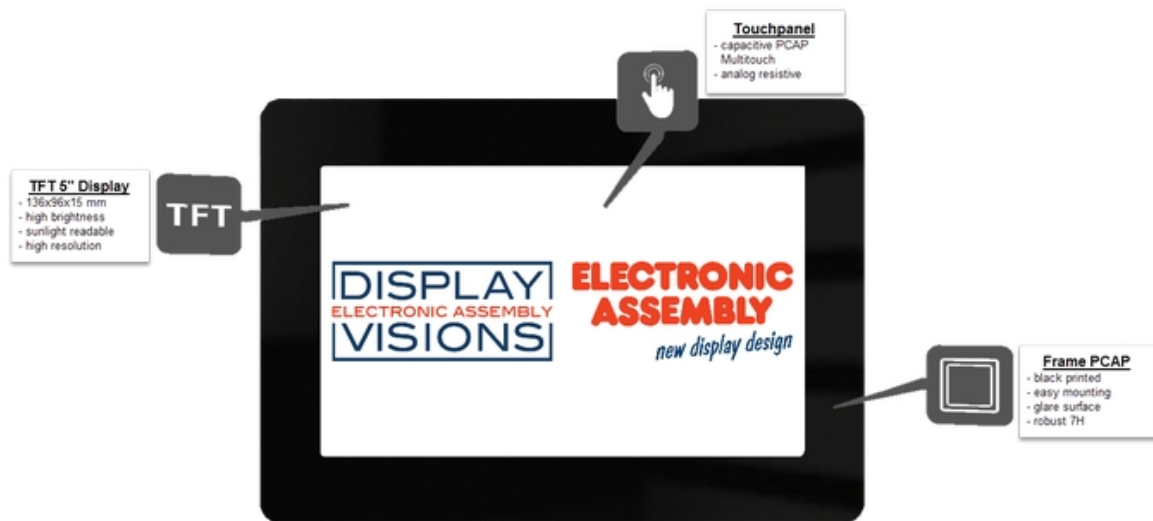 Touchpanel
- capacitive PCAP
Multitouch
- analog resistive
TFT 5" Display
- 136x96x15 mm
- high brightness
- sunlight readable
- high resolution
TFT
DISPLAY
ELECTRONIC ASSEMBLY
VISIONS
ELECTRONIC
ASSEMBLY
new display design
Frame PCAP
- black printed
- easy mounting
- glare surface
- robust 7H